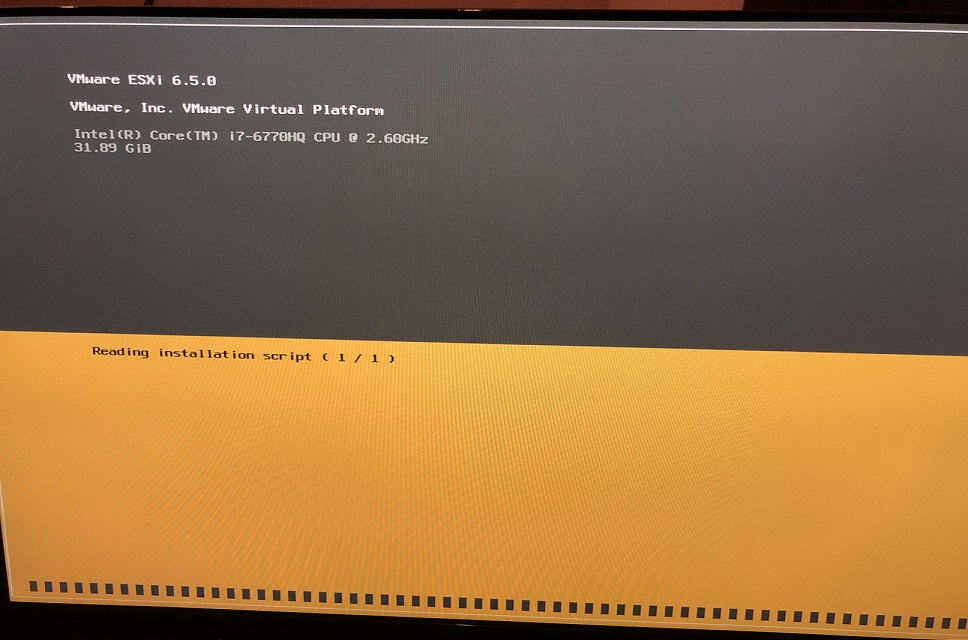 VMware ESXi 6.5.0
VMware, Inc. VMware Virtual Platform
Intel(R) Core(TM) i7-6770HQ CPU @ 2.60GHz
31.89 GiB
Reading installation script ( 1 / 1 )